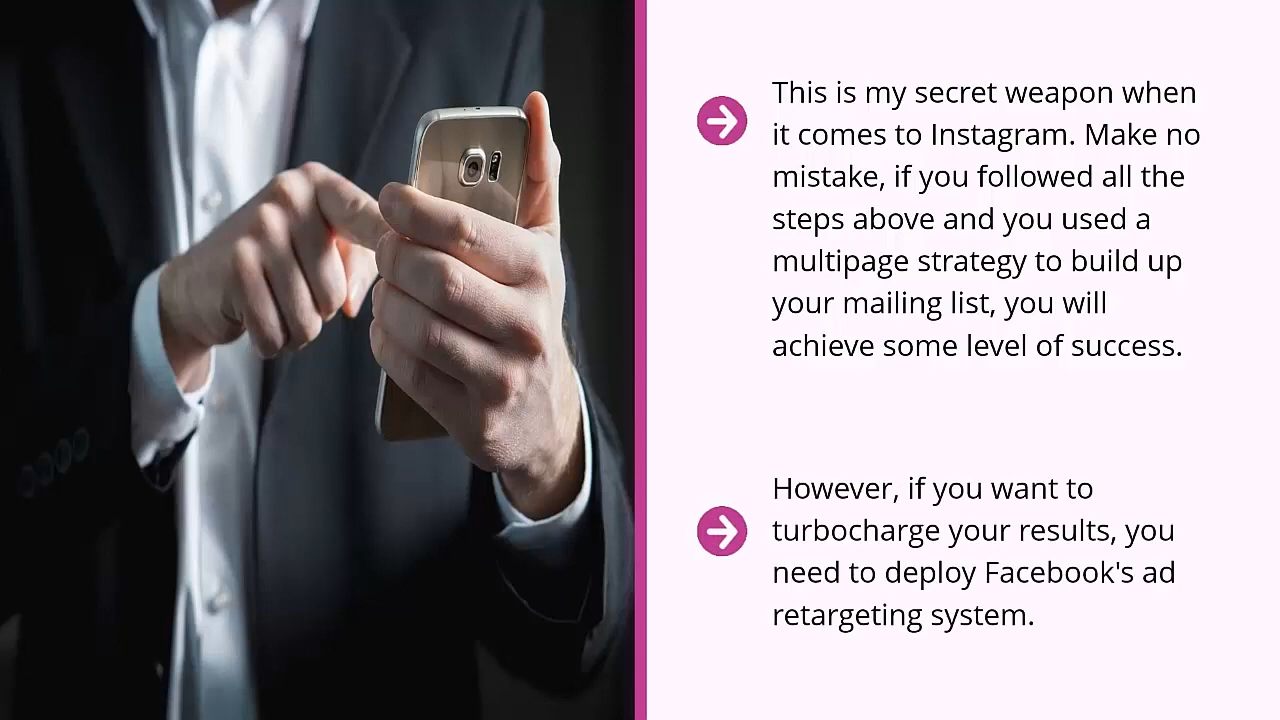 This is my secret weapon when
it comes to Instagram. Make no
mistake, if you followed all the
steps above and you used a
multipage strategy to build up
your mailing list, you will
achieve some level of success.
However, if you want to
turbocharge your results, you
need to deploy Facebook's ad
retargeting system.